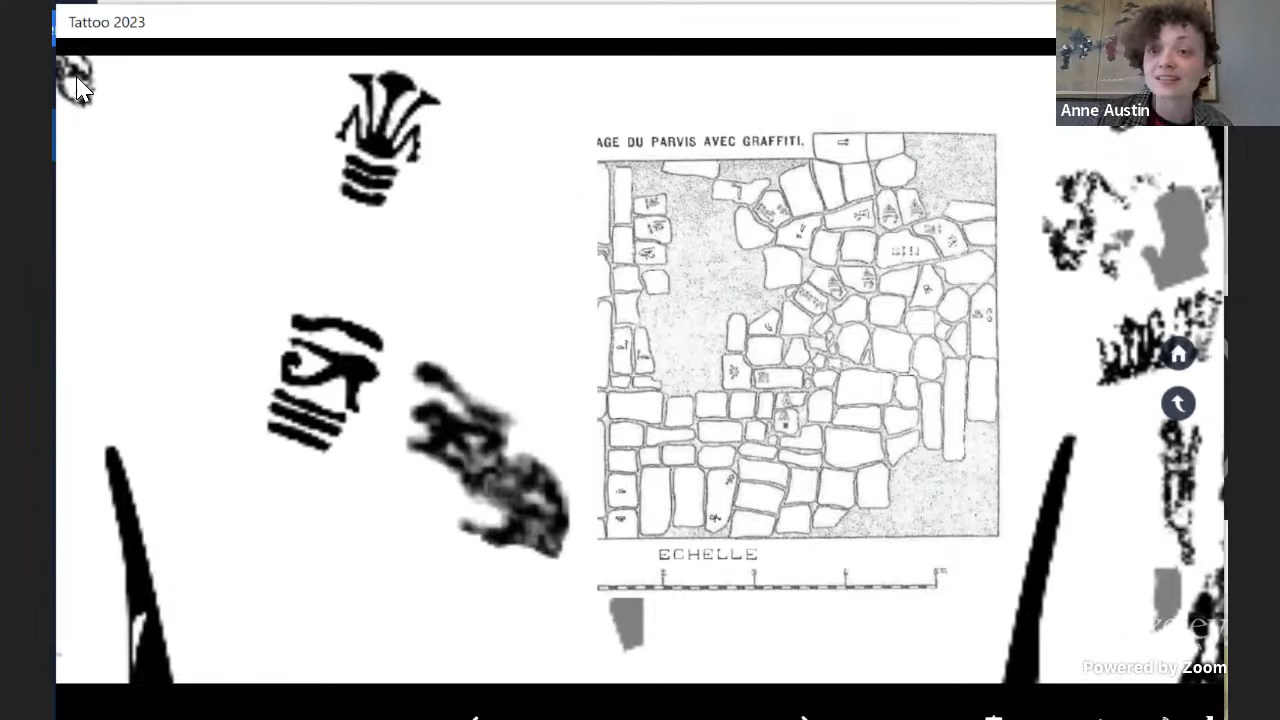 Tattoo 2023
Anne Austin
AGE DU PARVIS AVEC GRAFFITI.
ECHELLE
Powered by Zoom